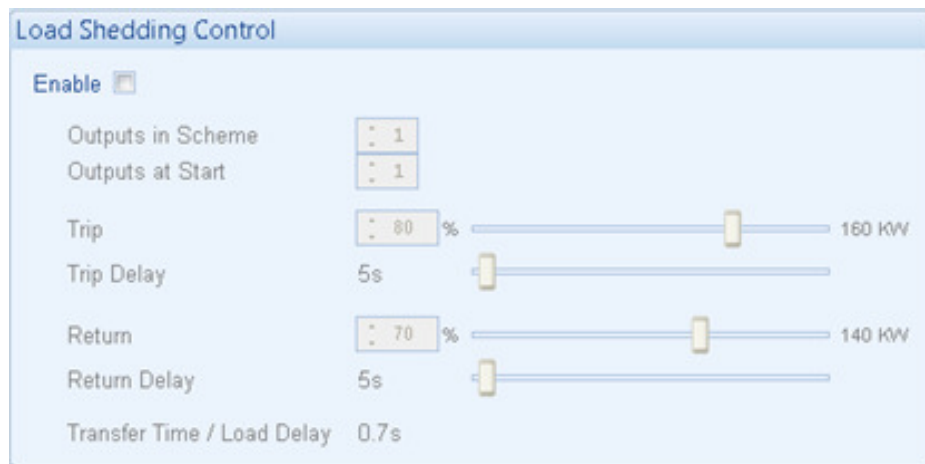 Load Shedding Control
Enable
Outputs in Scheme 1
Outputs at Start 1
Trip 80 % 160 KW
Trip Delay 5s
Return 70 % 140 KW
Return Delay 5s
Transfer Time / Load Delay 0.7s